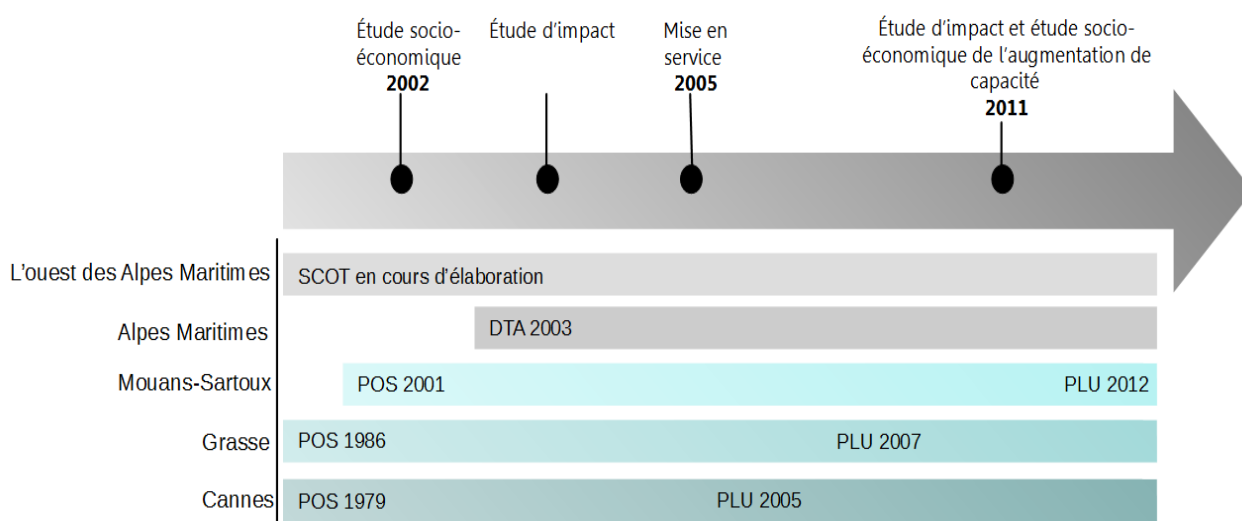 Étude socio-
économique
2002
Étude d'impact
Mise en
service
2005
Étude d'impact et étude socio-
économique de l'augmentation de
capacité
2011
L'ouest des Alpes Maritimes
SCOT en cours d'élaboration
Alpes Maritimes
DTA 2003
Mouans-Sartoux
POS 2001
PLU 2012
Grasse
POS 1986
PLU 2007
Cannes
POS 1979
PLU 2005